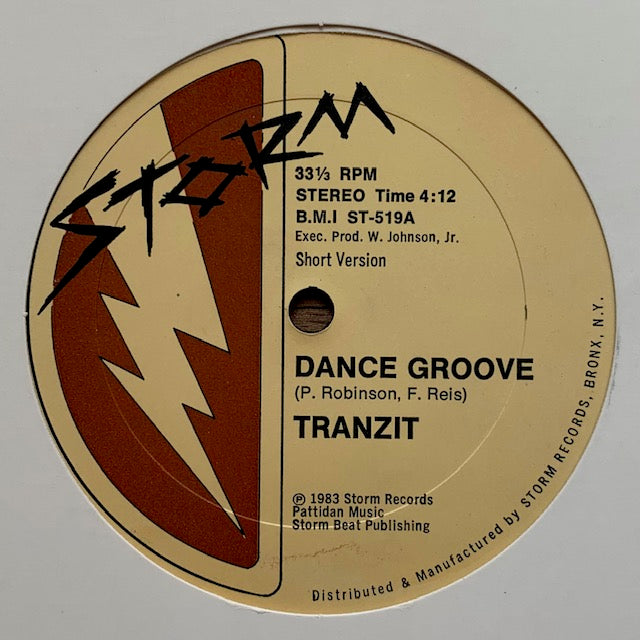 STORM
33⅓ RPM
STEREO Time 4:12
B.M.I ST-519A
Exec. Prod. W. Johnson, Jr.
Short Version
DANCE GROOVE
(P. Robinson, F. Reis)
TRANZIT
℗ 1983 Storm Records
Pattidan Music
Storm Beat Publishing
Distributed & Manufactured by STORM RECORDS, BRONX, N.Y.